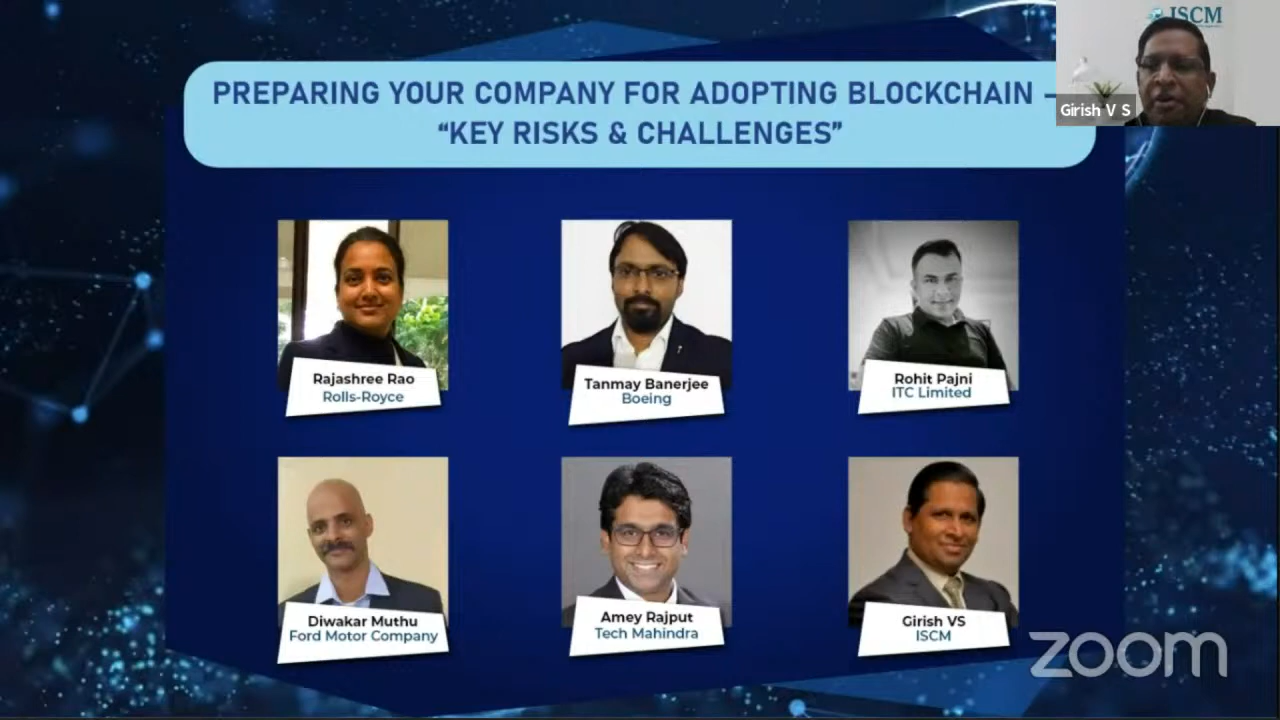 ISCM
PREPARING YOUR COMPANY FOR ADOPTING BLOCKCHAIN –
“KEY RISKS & CHALLENGES”
Girish V S
Rajashree Rao
Rolls-Royce
Tanmay Banerjee
Boeing
Rohit Pajni
ITC Limited
Diwakar Muthu
Ford Motor Company
Amey Rajput
Tech Mahindra
Girish VS
ISCM
zoom